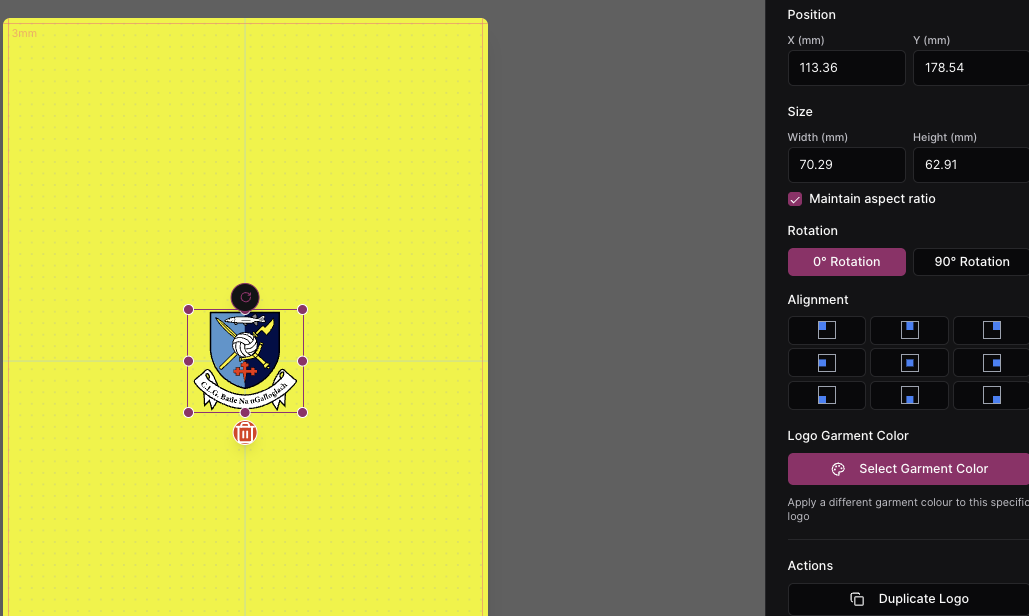 3mm
C.L.G. Baile Na nGallóglach
Position
X (mm) Y (mm)
113.36 178.54
Size
Width (mm) Height (mm)
70.29 62.91
Maintain aspect ratio
Rotation
0° Rotation 90° Rotation
Alignment
Logo Garment Color
Select Garment Color
Apply a different garment colour to this specific
logo
Actions
Duplicate Logo